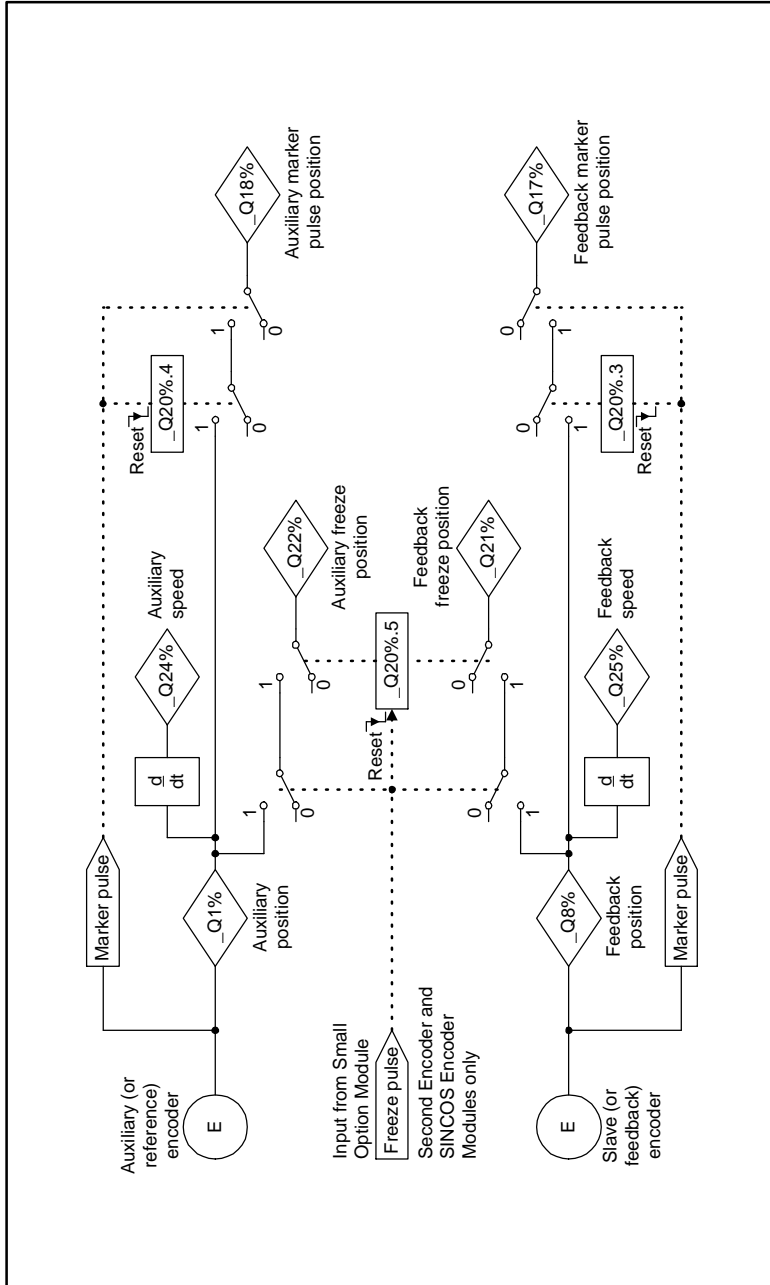 Auxiliary (or
reference)
encoder
E
Marker pulse
_Q1%
Auxiliary
position
d
dt
_Q24%
Auxiliary
speed
1
0
1
0
_Q22%
Auxiliary freeze
position
Reset
_Q20%.4
1
0
1
0
_Q18%
Auxiliary marker
pulse position
Input from Small
Option Module
Freeze pulse
Second Encoder and
SINCOS Encoder
Modules only
Reset
_Q20%.5
Slave (or
feedback)
encoder
E
_Q8%
Feedback
position
Marker pulse
0
1
0
1
Feedback
freeze position
_Q21%
Feedback
speed
_Q25%
d
dt
0
1
0
1
_Q20%.3
Reset
_Q17%
Feedback marker
pulse position